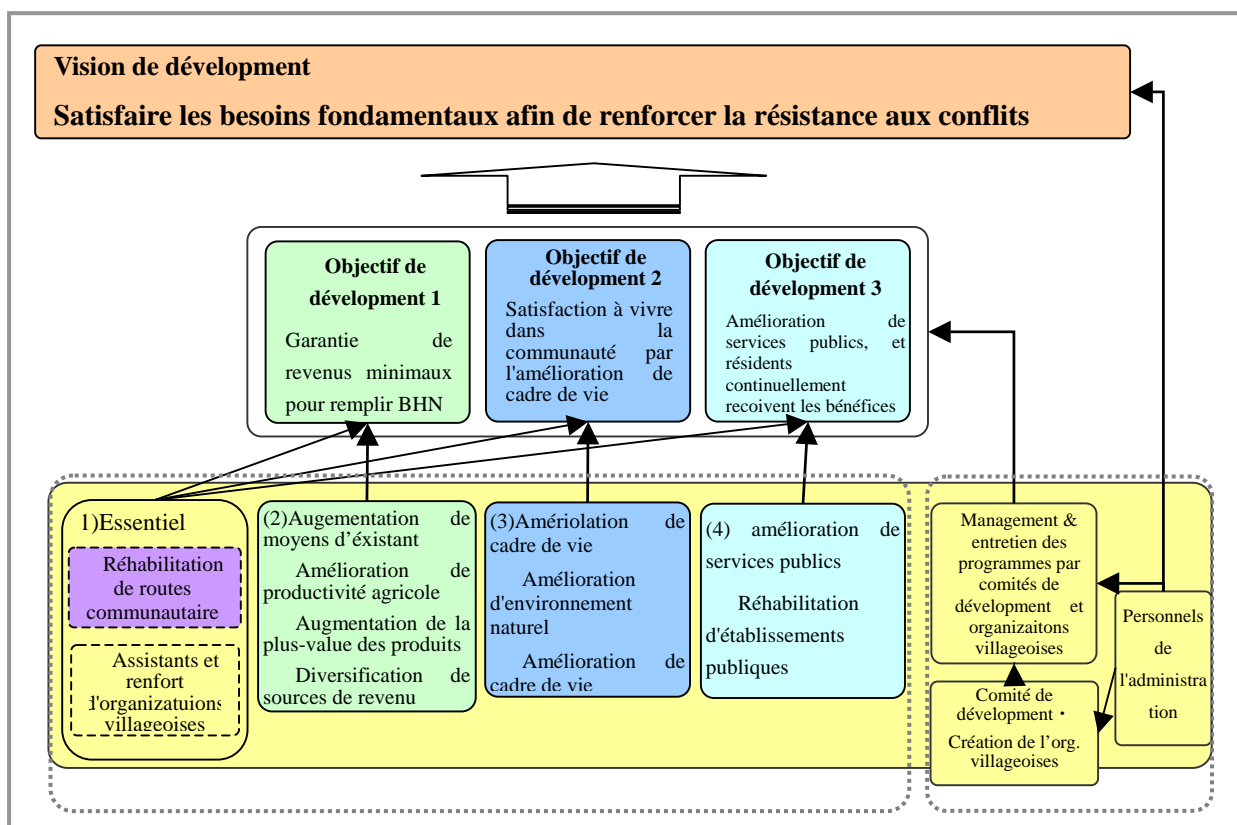 Vision de dévelopment
Satisfaire les besoins fondamentaux afin de renforcer la résistance aux conflits
Objectif de
dévelopment 1
Garantie de
revenus minimaux
pour remplir BHN
Objectif de
dévelopment 2
Satisfaction à vivre
dans la
communauté par
l'amélioration de
cadre de vie
Objectif de
dévelopment 3
Amélioration de
services publics, et
résidents
continuellement
recoivent les bénéfices
1)Essentiel
Réhabilitation
de routes
communautaire
Assistants et
renfort
d'organizatuions
villageoises
(2)Augementation de
moyens d'éxistant
Amélioration de
productivité agricole
Augmentation de la
plus-value des produits
Diversification de
sources de revenu
(3)Amériolation de
cadre de vie
Amélioration
d'environnement
naturel
Amélioration de
cadre de vie
(4) amélioration de
services publics
Réhabilitation
d'établissements
publiques
Management &
entretien des
programmes par
comités de
dévelopment et
organizaitons
villageoises
Comité de
dévelopment・
Création de l'org.
villageoises
Personnels
de
l'administra
tion